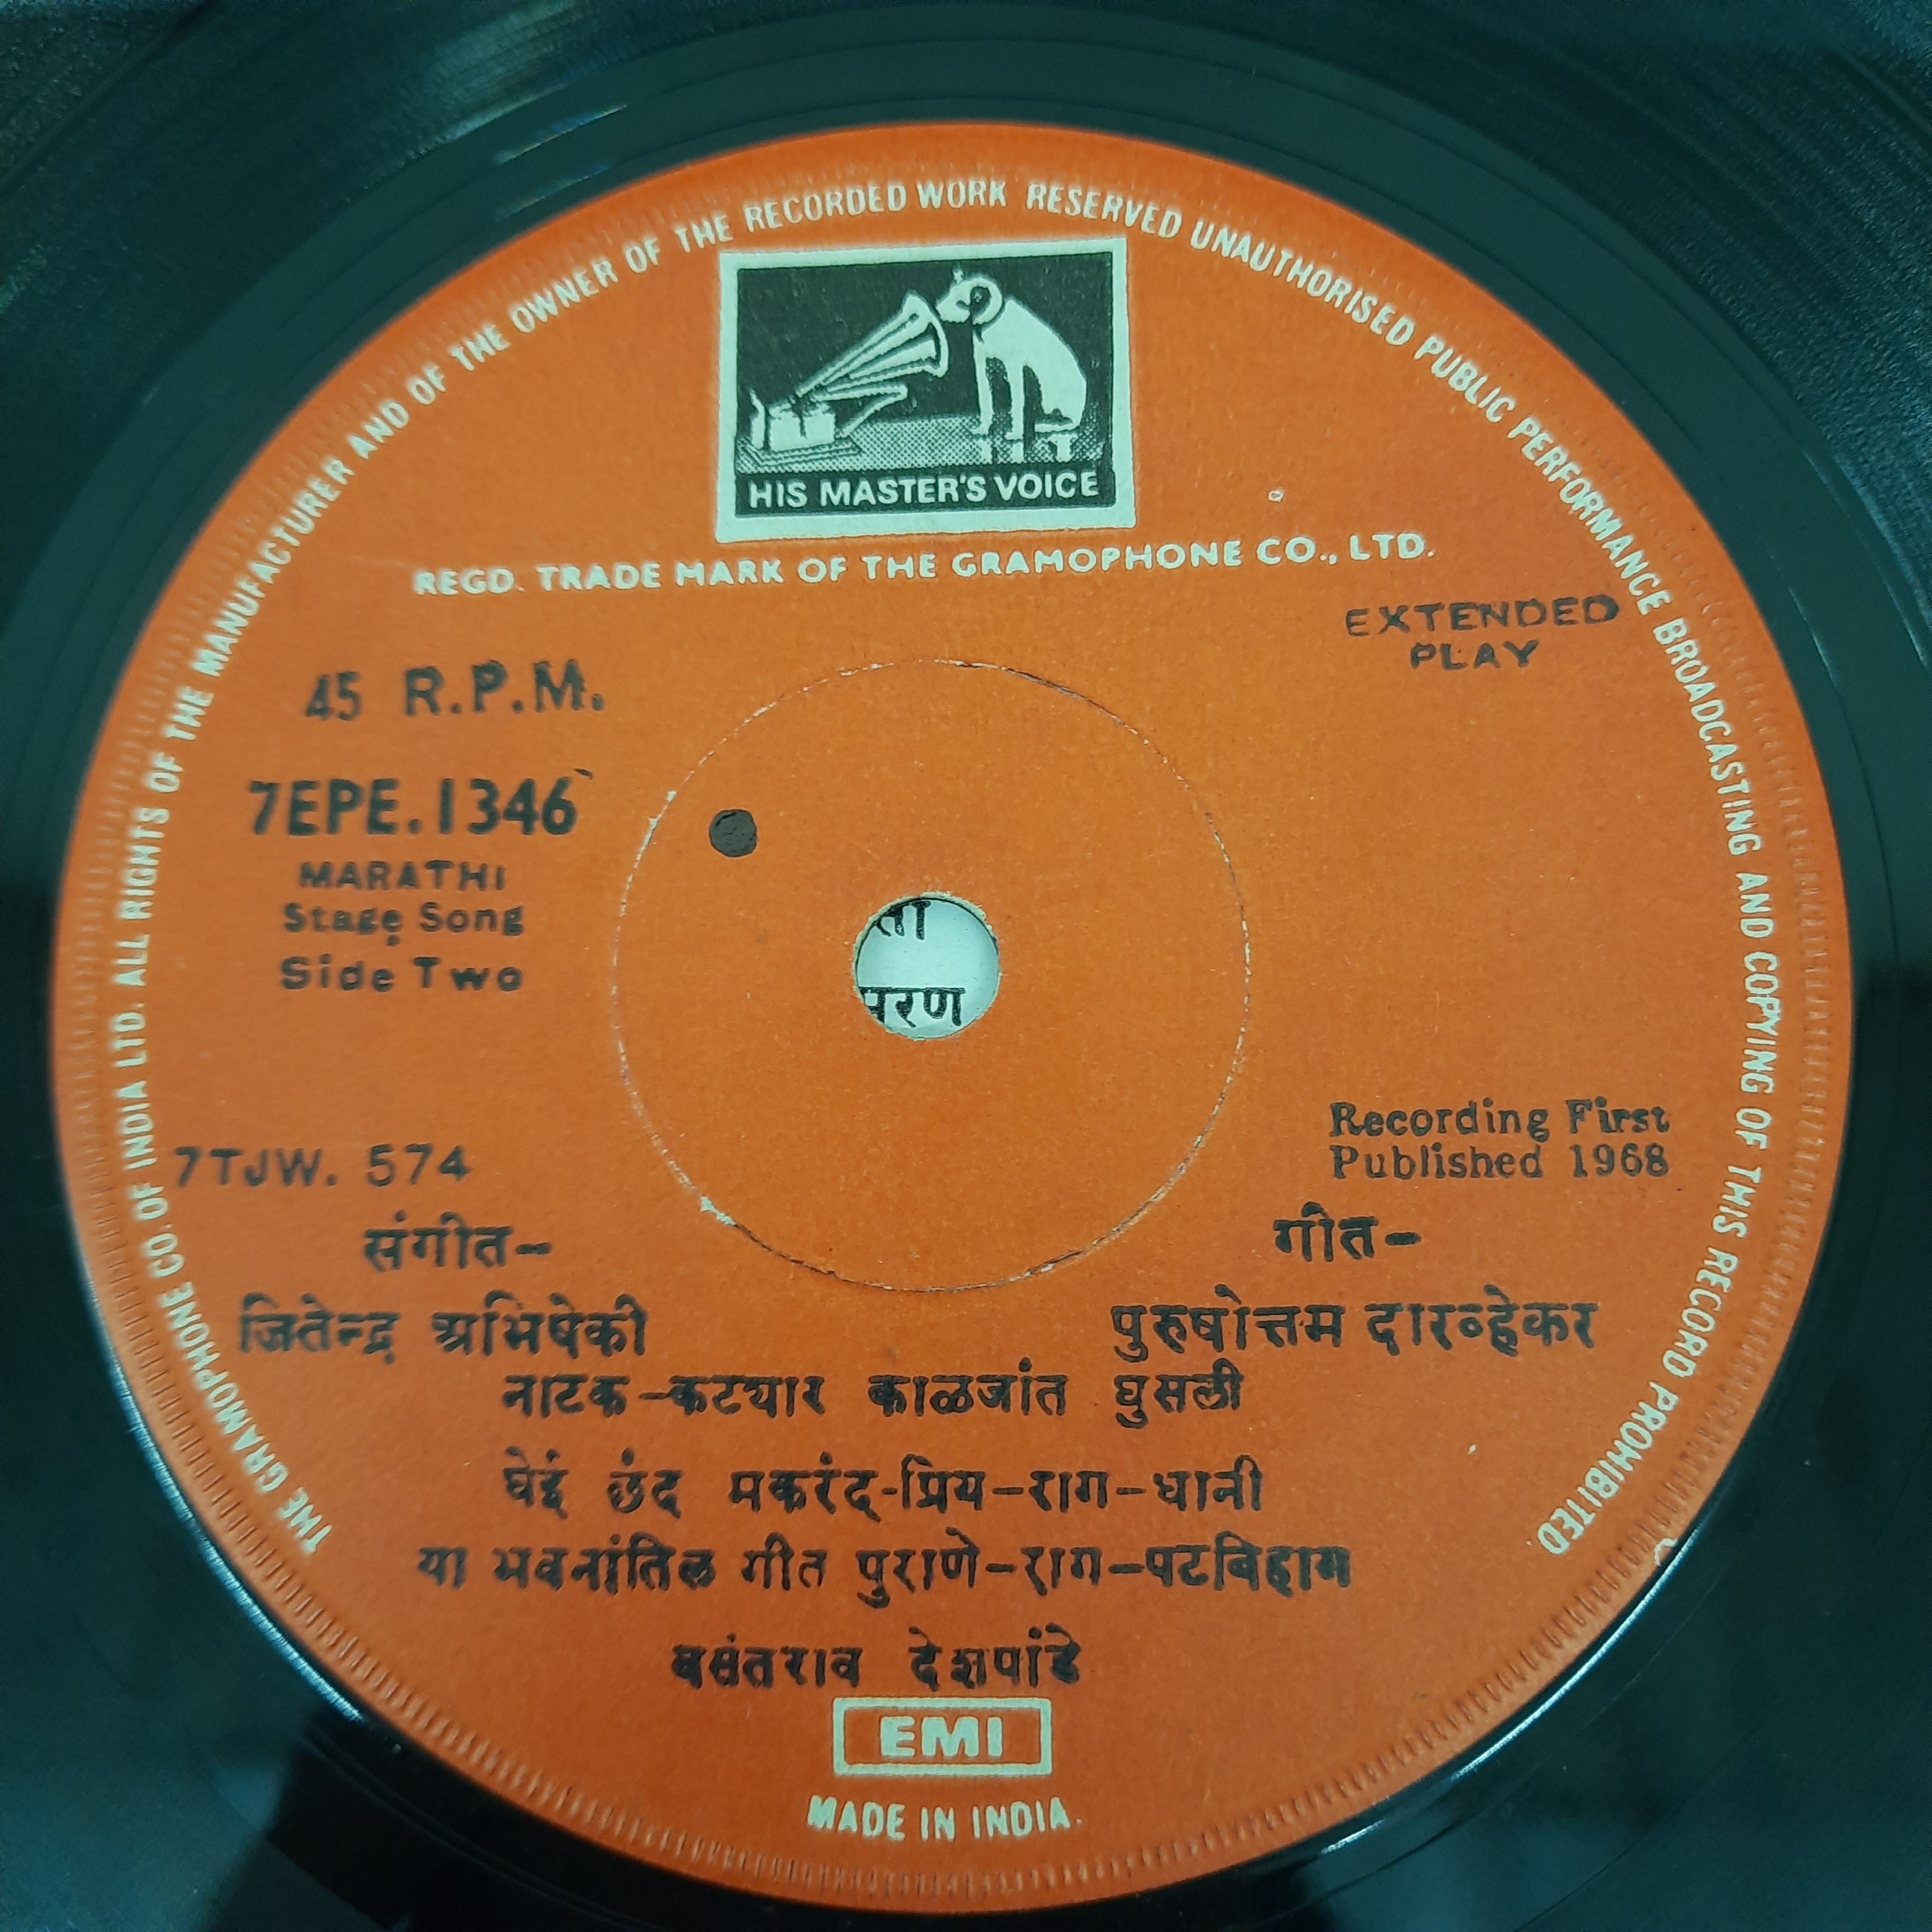 THE GRAMOPHONE CO. OF INDIA LTD. ALL RIGHTS OF THE MANUFACTURER AND OF THE OWNER OF THE RECORDED WORK RESERVED UNAUTHORISED PUBLIC PERFORMANCE BROADCASTING AND COPYING OF THIS RECORD PROHIBITED
HIS MASTER'S VOICE
REGD. TRADE MARK OF THE GRAMOPHONE CO., LTD.
EXTENDED
PLAY
45 R.P.M.
7EPE.1346
MARATHI
Stage Song
Side Two
ता
मरण
Recording First
Published 1968
7TJW. 574
संगीत-
गीत-
जितेन्द्र अभिषेकी
पुरुषोत्तम दारव्हेकर
नाटक-कट्यार काळजांत घुसली
घेइं छंद मकरंद-प्रिय-राग-धानी
या भवनांतिल गीत पुराणे-राग-पटबिहाग
वसंतराव देशपांडे
EMI
MADE IN INDIA.